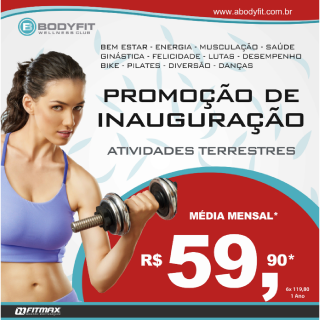 BODYFIT
WELLNESS CLUB
www.abodyfit.com.br
BEM ESTAR - ENERGIA - MUSCULAÇÃO - SAÚDE
GINÁSTICA - FELICIDADE - LUTAS - DESEMPENHO
BIKE - PILATES - DIVERSÃO - DANÇAS
PROMOÇÃO DE
INAUGURAÇÃO
ATIVIDADES TERRESTRES
MÉDIA MENSAL*
R$ 59,90*
6x 119,80
1 Ano
FITMAX